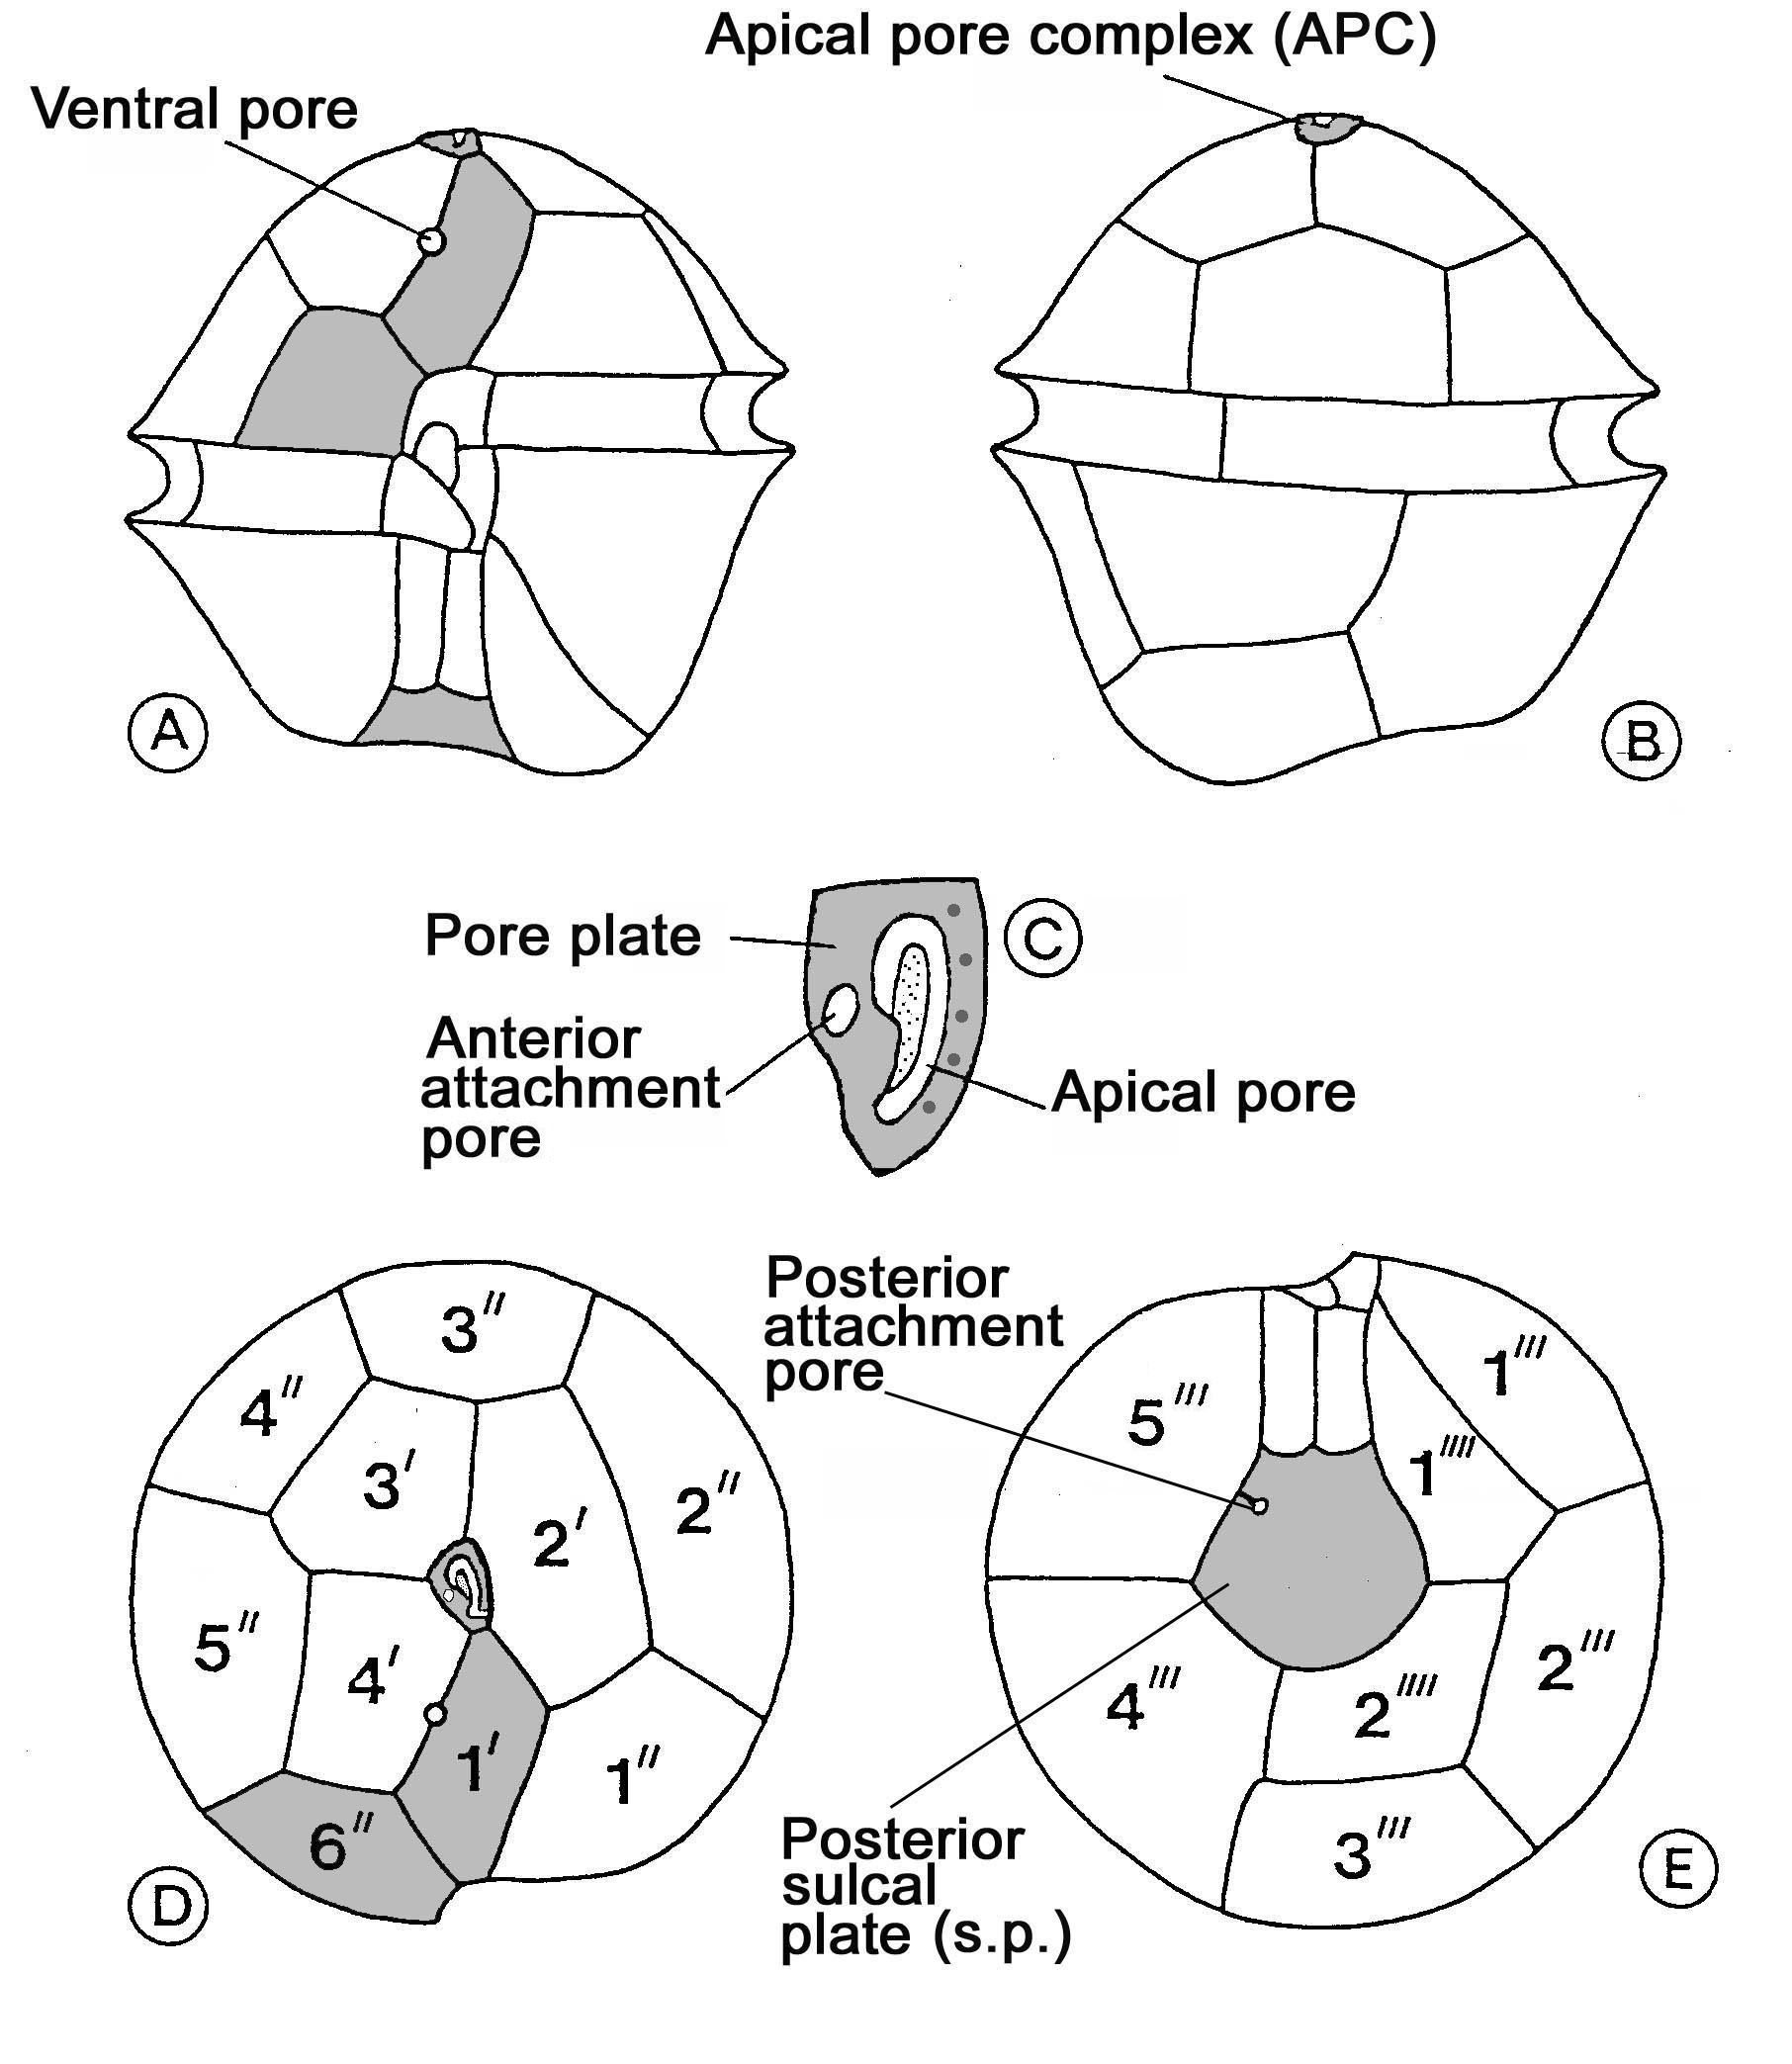 Apical pore complex (APC)
Ventral pore
A
B
Pore plate
C
Anterior
attachment
pore
Apical pore
Posterior
attachment
pore
3″
4″
3′
2′
2″
5″
4′
1′
1″
6″
D
1‴
5‴
1⁗
2‴
4‴
2⁗
3‴
E
Posterior
sulcal
plate (s.p.)